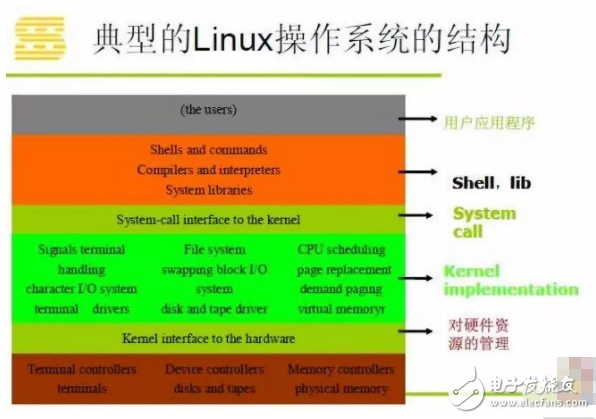 典型的Linux操作系统的结构
(the users)
用户应用程序
Shells and commands
Compilers and interpreters
System libraries
Shell，lib
System-call interface to the kernel
System
call
Signals terminal
handling
character I/O system
terminal drivers
File system
swapping block I/O
system
disk and tape driver
CPU scheduling
page replacement
demand paging
virtual memoryr
Kernel
implementation
Kernel interface to the hardware
对硬件资
源的管理
Terminal controllers
terminals
Device controllers
disks and tapes
Memory controllers
physical memory
电子发烧友
www.elecfans.com